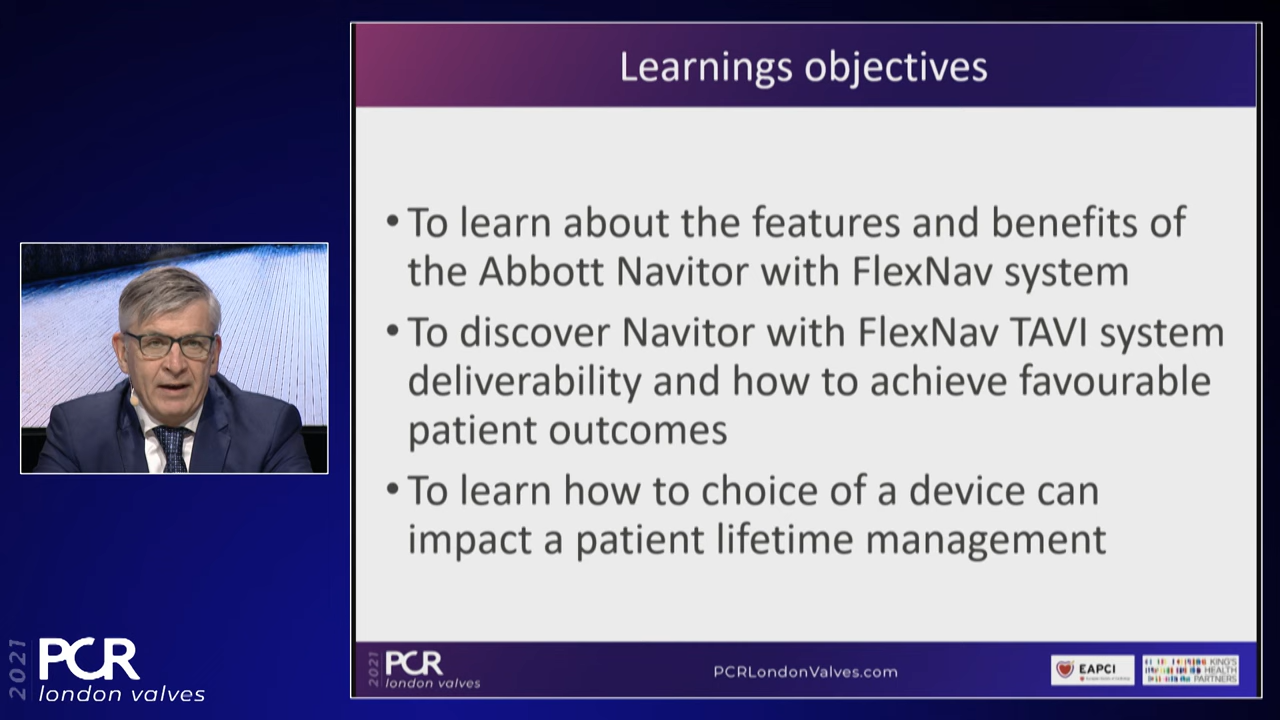 Learnings objectives
• To learn about the features and benefits of
the Abbott Navitor with FlexNav system
• To discover Navitor with FlexNav TAVI system
deliverability and how to achieve favourable
patient outcomes
• To learn how to choice of a device can
impact a patient lifetime management
2021 PCR
london valves
2021 PCR
london valves
PCRLondonValves.com
EAPCI
KING'S
HEALTH
PARTNERS